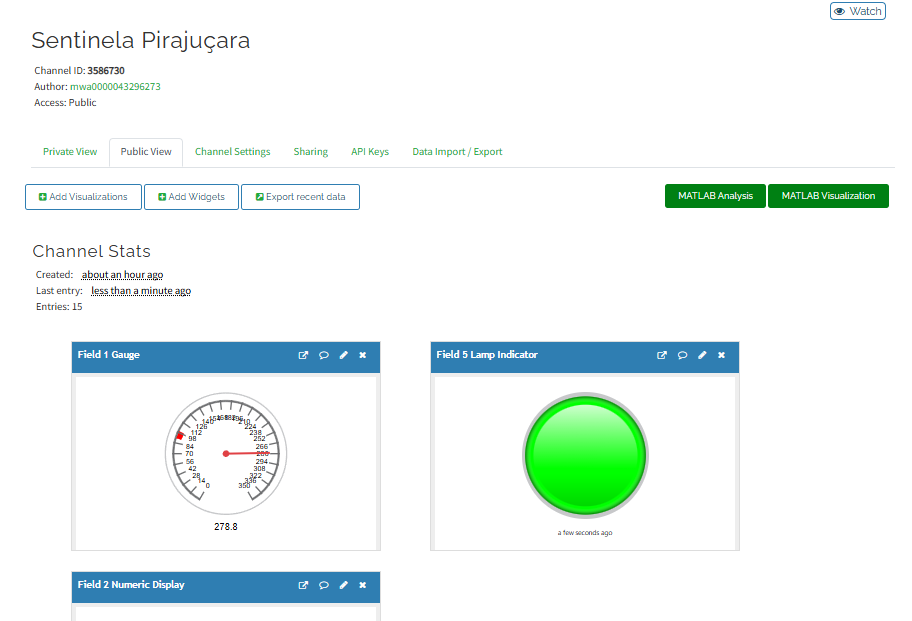 Watch
Sentinela Pirajuçara
Channel ID: 3586730
Author: mwa0000043296273
Access: Public
Private View Public View Channel Settings Sharing API Keys Data Import / Export
Add Visualizations Add Widgets Export recent data MATLAB Analysis MATLAB Visualization
Channel Stats
Created: about an hour ago
Last entry: less than a minute ago
Entries: 15
Field 1 Gauge
0
14
28
42
56
70
84
98
112
126
140
210
224
238
252
266
280
294
308
322
336
350
278.8
Field 5 Lamp Indicator
a few seconds ago
Field 2 Numeric Display